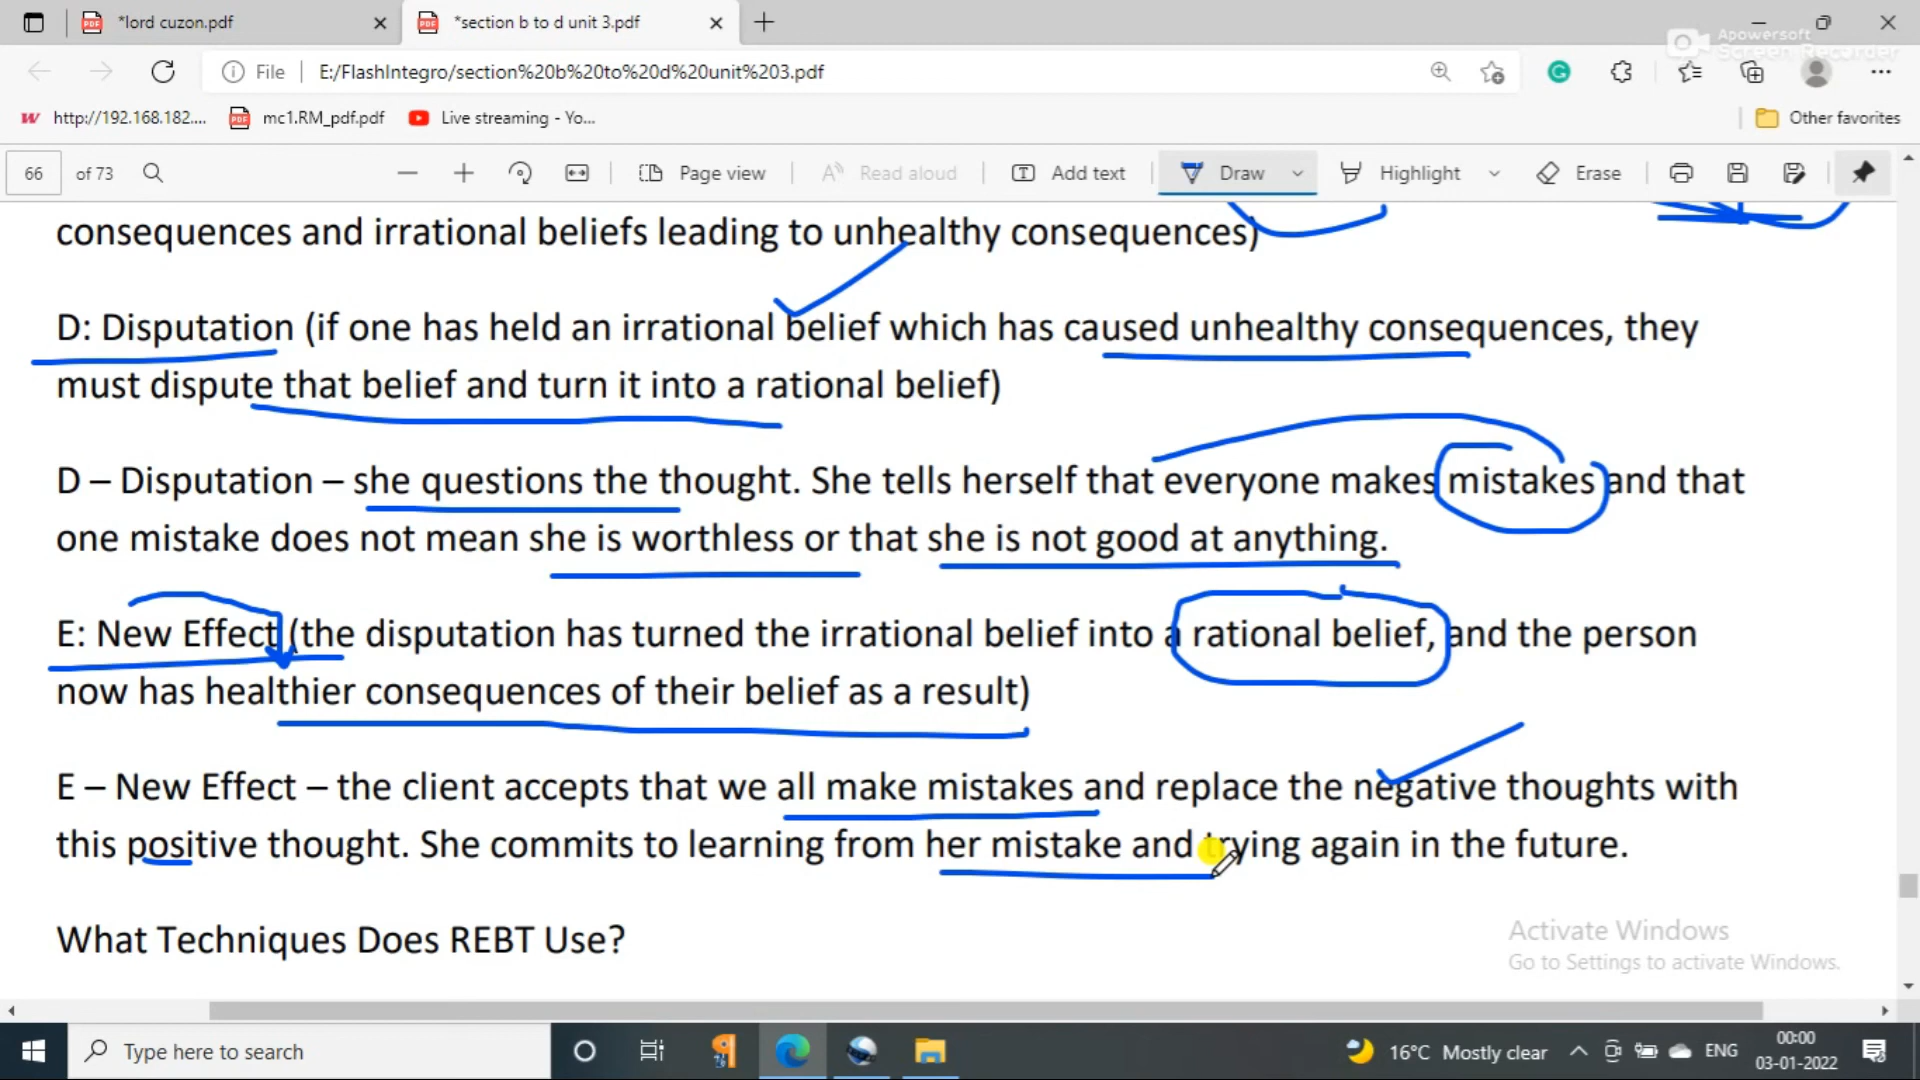 *lord cuzon.pdf
*section b to d unit 3.pdf
Apowersoft
Screen Recorder
File
E:/FlashIntegro/section%20b%20to%20d%20unit%203.pdf
http://192.168.182....
mc1.RM_pdf.pdf
Live streaming - Yo...
Other favorites
66 of 73
Page view
Read aloud
Add text
Draw
Highlight
Erase
consequences and irrational beliefs leading to unhealthy consequences)
D: Disputation (if one has held an irrational belief which has caused unhealthy consequences, they
must dispute that belief and turn it into a rational belief)
D – Disputation – she questions the thought. She tells herself that everyone makes mistakes and that
one mistake does not mean she is worthless or that she is not good at anything.
E: New Effect (the disputation has turned the irrational belief into a rational belief, and the person
now has healthier consequences of their belief as a result)
E – New Effect – the client accepts that we all make mistakes and replace the negative thoughts with
this positive thought. She commits to learning from her mistake and trying again in the future.
What Techniques Does REBT Use?
Activate Windows
Go to Settings to activate Windows.
Type here to search
16°C Mostly clear
ENG
00:00
03-01-2022